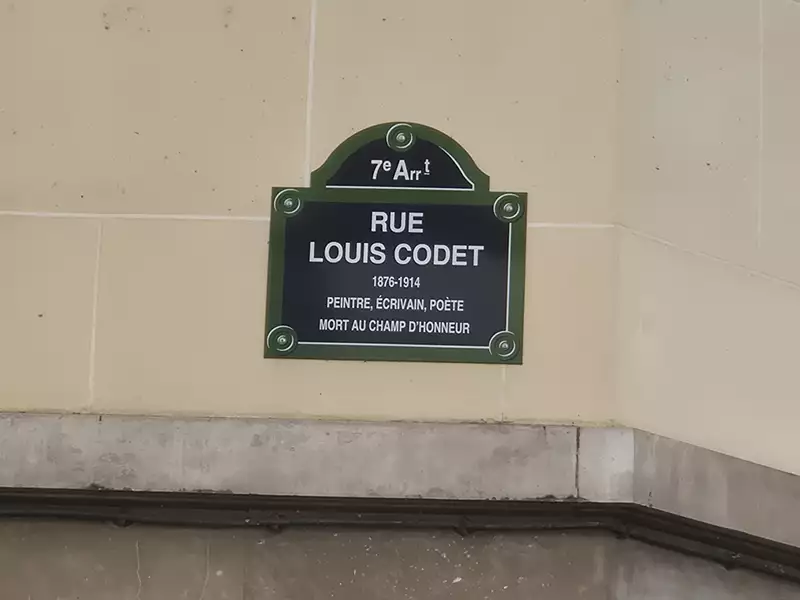 7e Arrt
RUE
LOUIS CODET
1876-1914
PEINTRE, ÉCRIVAIN, POÈTE
MORT AU CHAMP D'HONNEUR